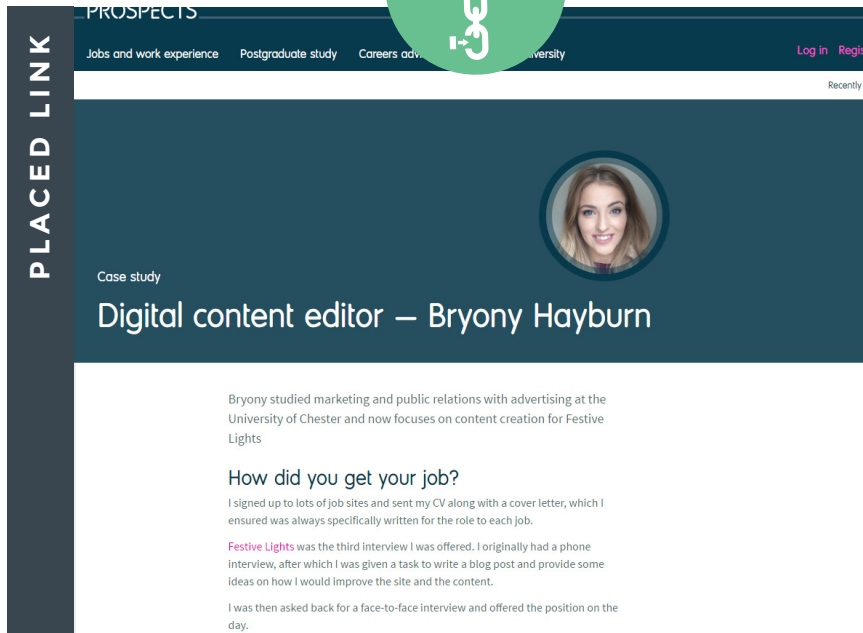 PROSPECTS
Jobs and work experience Postgraduate study Careers
Log in
Recently
PLACED LINK
Case study
Digital content editor – Bryony Hayburn
Bryony studied marketing and public relations with advertising at the
University of Chester and now focuses on content creation for Festive
Lights
How did you get your job?
I signed up to lots of job sites and sent my CV along with a cover letter, which I
ensured was always specifically written for the role to each job.
Festive Lights was the third interview I was offered. I originally had a phone
interview, after which I was given a task to write a blog post and provide some
ideas on how I would improve the site and the content.
I was then asked back for a face-to-face interview and offered the position on the
day.